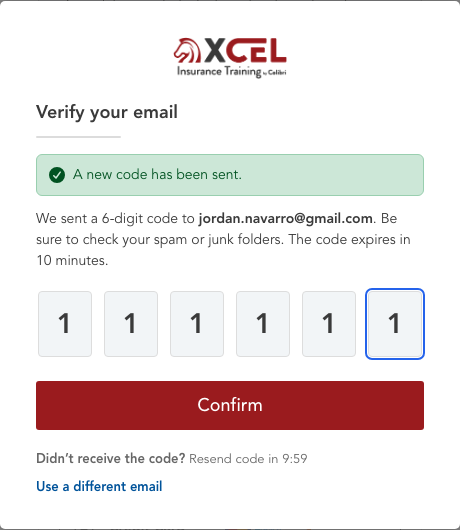 XCEL
Insurance Training by Colibri
Verify your email
A new code has been sent.
We sent a 6-digit code to jordan.navarro@gmail.com. Be
sure to check your spam or junk folders. The code expires in
10 minutes.
1 1 1 1 1 1
Confirm
Didn’t receive the code? Resend code in 9:59
Use a different email